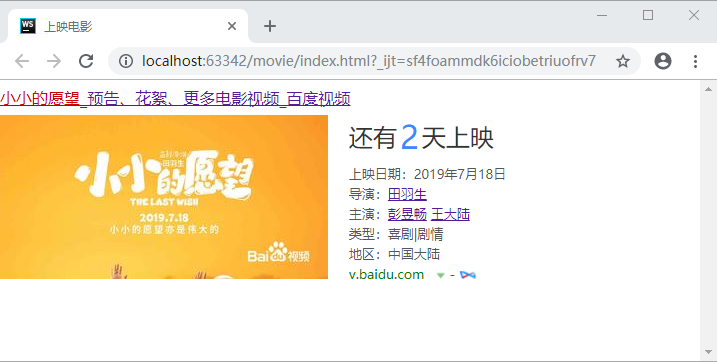 WS 上映电影
localhost:63342/movie/index.html?_ijt=sf4foammdk6iciobetriuofrv7
小小的愿望_预告、花絮、更多电影视频_百度视频
小小的愿望
田羽生
THE LAST WISH
2019.7.18
小小的愿望亦是伟大的
Bai du 视频
还有2天上映
上映日期：2019年7月18日
导演：田羽生
主演：彭昱畅 王大陆
类型：喜剧|剧情
地区：中国大陆
v.baidu.com -